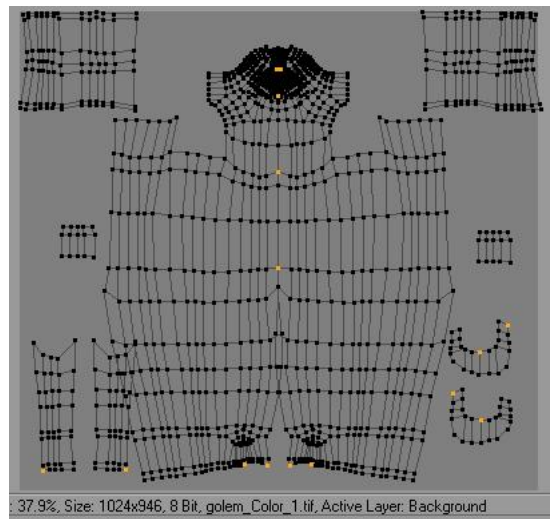 : 37.9%, Size: 1024x946, 8 Bit, golem_Color_1.tif, Active Layer: Background